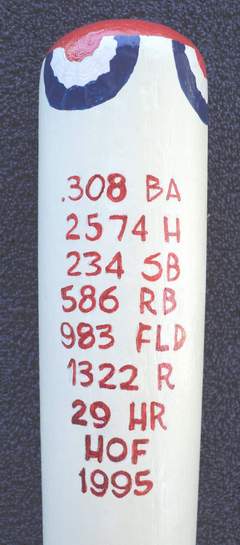 .308 BA
2574 H
234 SB
586 RB
983 FLD
1322 R
29 HR
HOF
1995